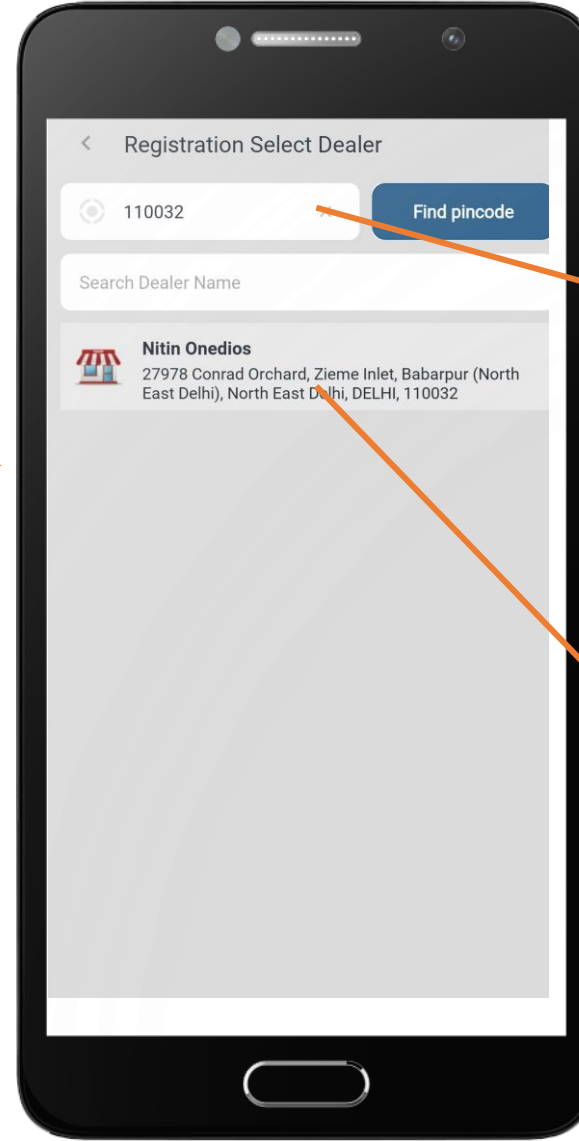 Registration Select Dealer
110032
Find pincode
Search Dealer Name
Nitin Onedios
27978 Conrad Orchard, Zieme Inlet, Babarpur (North
East Delhi), North East Delhi, DELHI, 110032